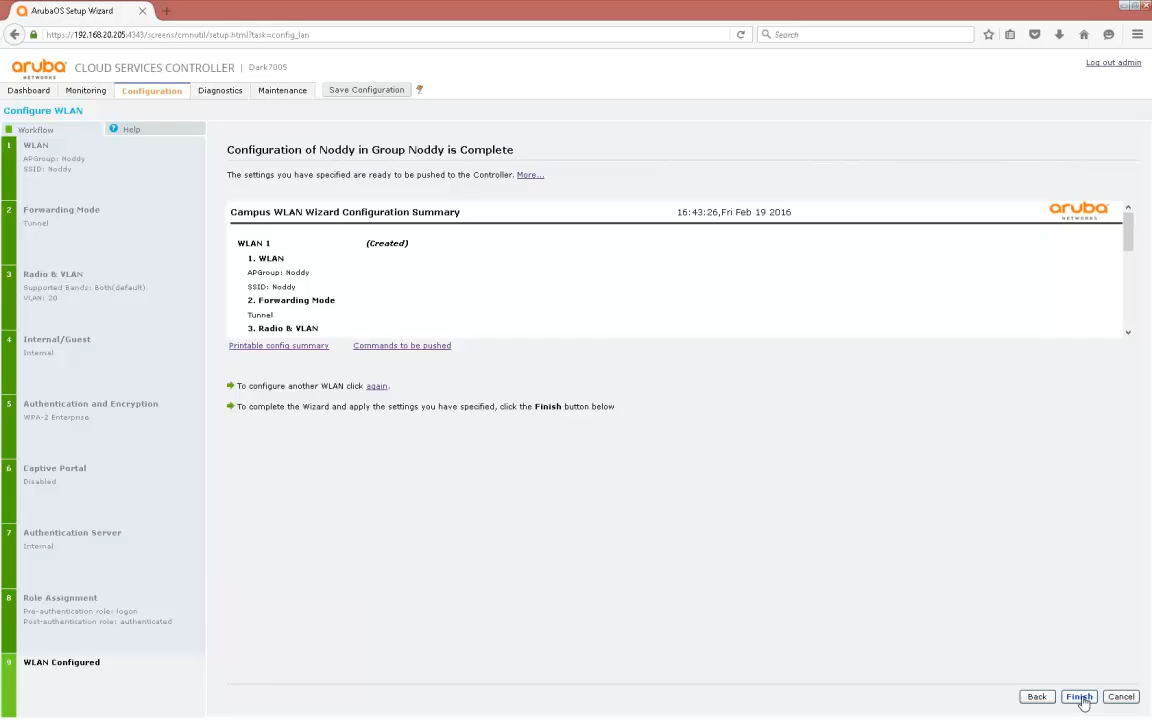 ArubaOS Setup Wizard
https://192.168.20.205:4343/screens/cmnutil/setup.html?task=config_lan
Search
aruba NETWORKS CLOUD SERVICES CONTROLLER | Dark7005
Log out admin
Dashboard Monitoring Configuration Diagnostics Maintenance Save Configuration
Configure WLAN
Workflow ? Help
1 WLAN
APGroup: Noddy
SSID: Noddy
2 Forwarding Mode
Tunnel
3 Radio & VLAN
Supported Bands: Both(default)
VLAN: 20
4 Internal/Guest
Internal
5 Authentication and Encryption
WPA-2 Enterprise
6 Captive Portal
Disabled
7 Authentication Server
Internal
8 Role Assignment
Pre-authentication role: logon
Post-authentication role: authenticated
9 WLAN Configured
Configuration of Noddy in Group Noddy is Complete
The settings you have specified are ready to be pushed to the Controller. More...
Campus WLAN Wizard Configuration Summary 16:43:26,Fri Feb 19 2016 aruba NETWORKS
WLAN 1 (Created)
1. WLAN
APGroup: Noddy
SSID: Noddy
2. Forwarding Mode
Tunnel
3. Radio & VLAN
Printable config summary Commands to be pushed
To configure another WLAN click again.
To complete the Wizard and apply the settings you have specified, click the Finish button below
Back Finish Cancel